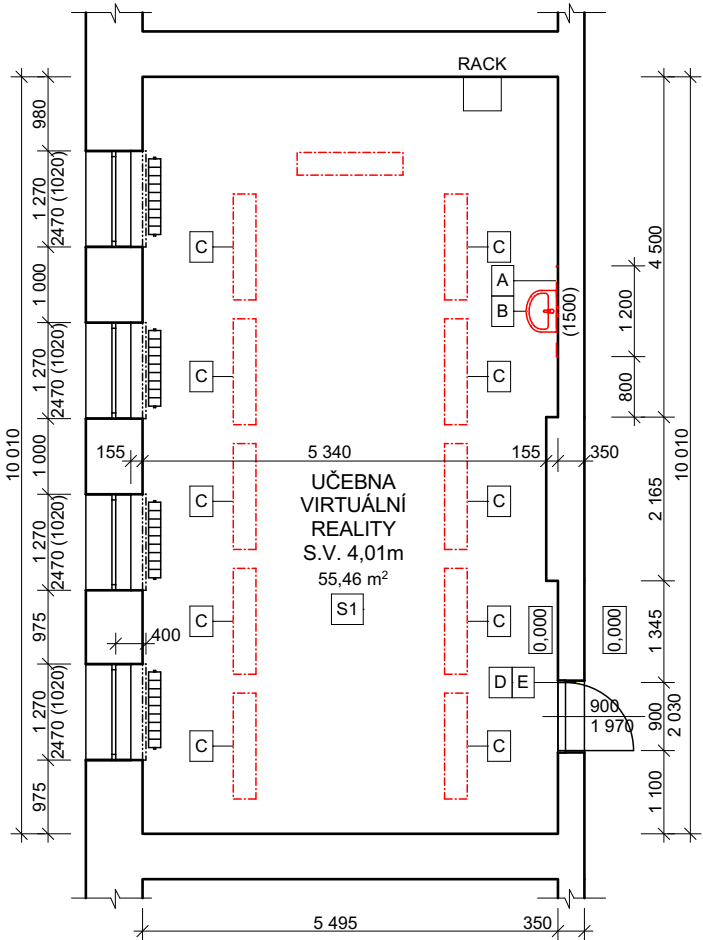 RACK
980
1 270
2470 (1020)
1 000
1 270
2470 (1020)
1 000
1 270
2470 (1020)
975
1 270
2470 (1020)
975
10 010
C
C
C
C
C
C
C
C
C
C
A
B
(1500)
4 500
1 200
800
155
5 340
155
350
UČEBNA
VIRTUÁLNÍ
REALITY
S.V. 4,01m
55,46 m²
S1
400
2 165
10 010
0,000
0,000
1 345
D E
900
1 970
900
2 030
1 100
5 495
350